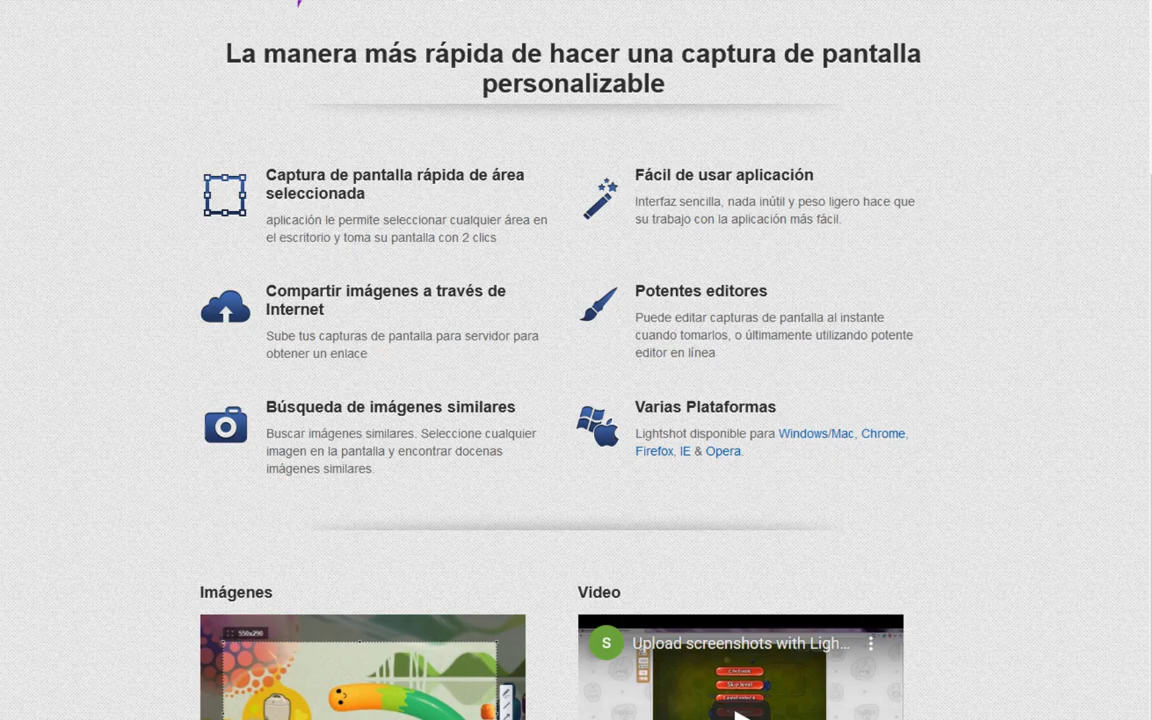 La manera más rápida de hacer una captura de pantalla
personalizable
Captura de pantalla rápida de área
seleccionada
aplicación le permite seleccionar cualquier área en
el escritorio y toma su pantalla con 2 clics
Fácil de usar aplicación
Interfaz sencilla, nada inútil y peso ligero hace que
su trabajo con la aplicación más fácil.
Compartir imágenes a través de
Internet
Sube tus capturas de pantalla para servidor para
obtener un enlace
Potentes editores
Puede editar capturas de pantalla al instante
cuando tomarlos, o últimamente utilizando potente
editor en línea
Búsqueda de imágenes similares
Buscar imágenes similares. Seleccione cualquier
imagen en la pantalla y encontrar docenas
imágenes similares.
Varias Plataformas
Lightshot disponible para Windows/Mac, Chrome,
Firefox, IE & Opera.
Imágenes
550x290
Video
S
Upload screenshots with Ligh...